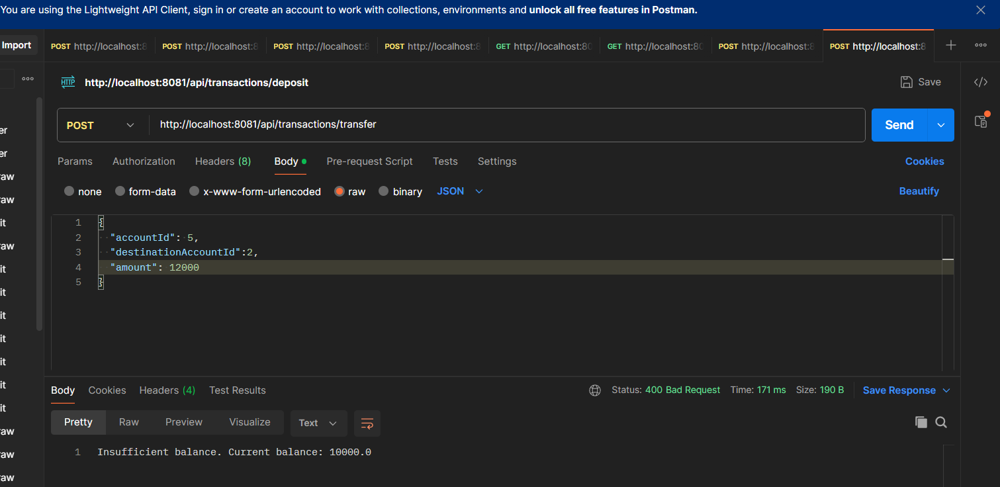 You are using the Lightweight API Client, sign in or create an account to work with collections, environments and unlock all free features in Postman.
Import
POST http://localhost:8
POST http://localhost:8
POST http://localhost:8
POST http://localhost:8
GET http://localhost:80
GET http://localhost:80
POST http://localhost:8
POST http://localhost:8
HTTP http://localhost:8081/api/transactions/deposit
Save
</>
POST http://localhost:8081/api/transactions/transfer
Send
Params Authorization Headers (8) Body Pre-request Script Tests Settings
Cookies
none form-data x-www-form-urlencoded raw binary JSON
Beautify
1 {
2 "accountId": 5,
3 "destinationAccountId":2,
4 "amount": 12000
5 }
er
er
raw
raw
it
raw
it
it
it
it
it
it
it
raw
raw
raw
Body Cookies Headers (4) Test Results
Status: 400 Bad Request Time: 171 ms Size: 190 B
Save Response
Pretty Raw Preview Visualize Text
1 Insufficient balance. Current balance: 10000.0